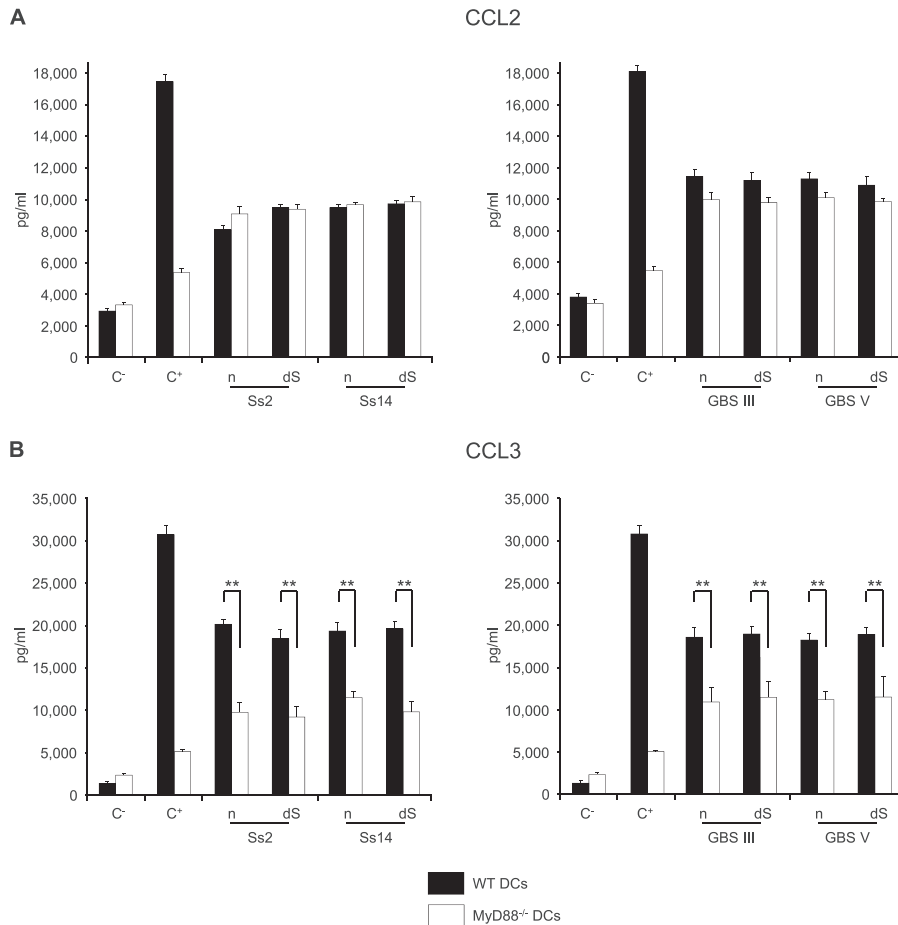 A
CCL2
18,000
16,000
14,000
12,000
10,000
8,000
6,000
4,000
2,000
0
pg/ml
C- C+ n dS n dS
Ss2 Ss14
18,000
16,000
14,000
12,000
10,000
8,000
6,000
4,000
2,000
0
pg/ml
C- C+ n dS n dS
GBS III GBS V
B
CCL3
35,000
30,000
25,000
20,000
15,000
10,000
5,000
0
pg/ml
** ** ** **
C- C+ n dS n dS
Ss2 Ss14
35,000
30,000
25,000
20,000
15,000
10,000
5,000
0
pg/ml
** ** ** **
C- C+ n dS n dS
GBS III GBS V
WT DCs
MyD88-/- DCs